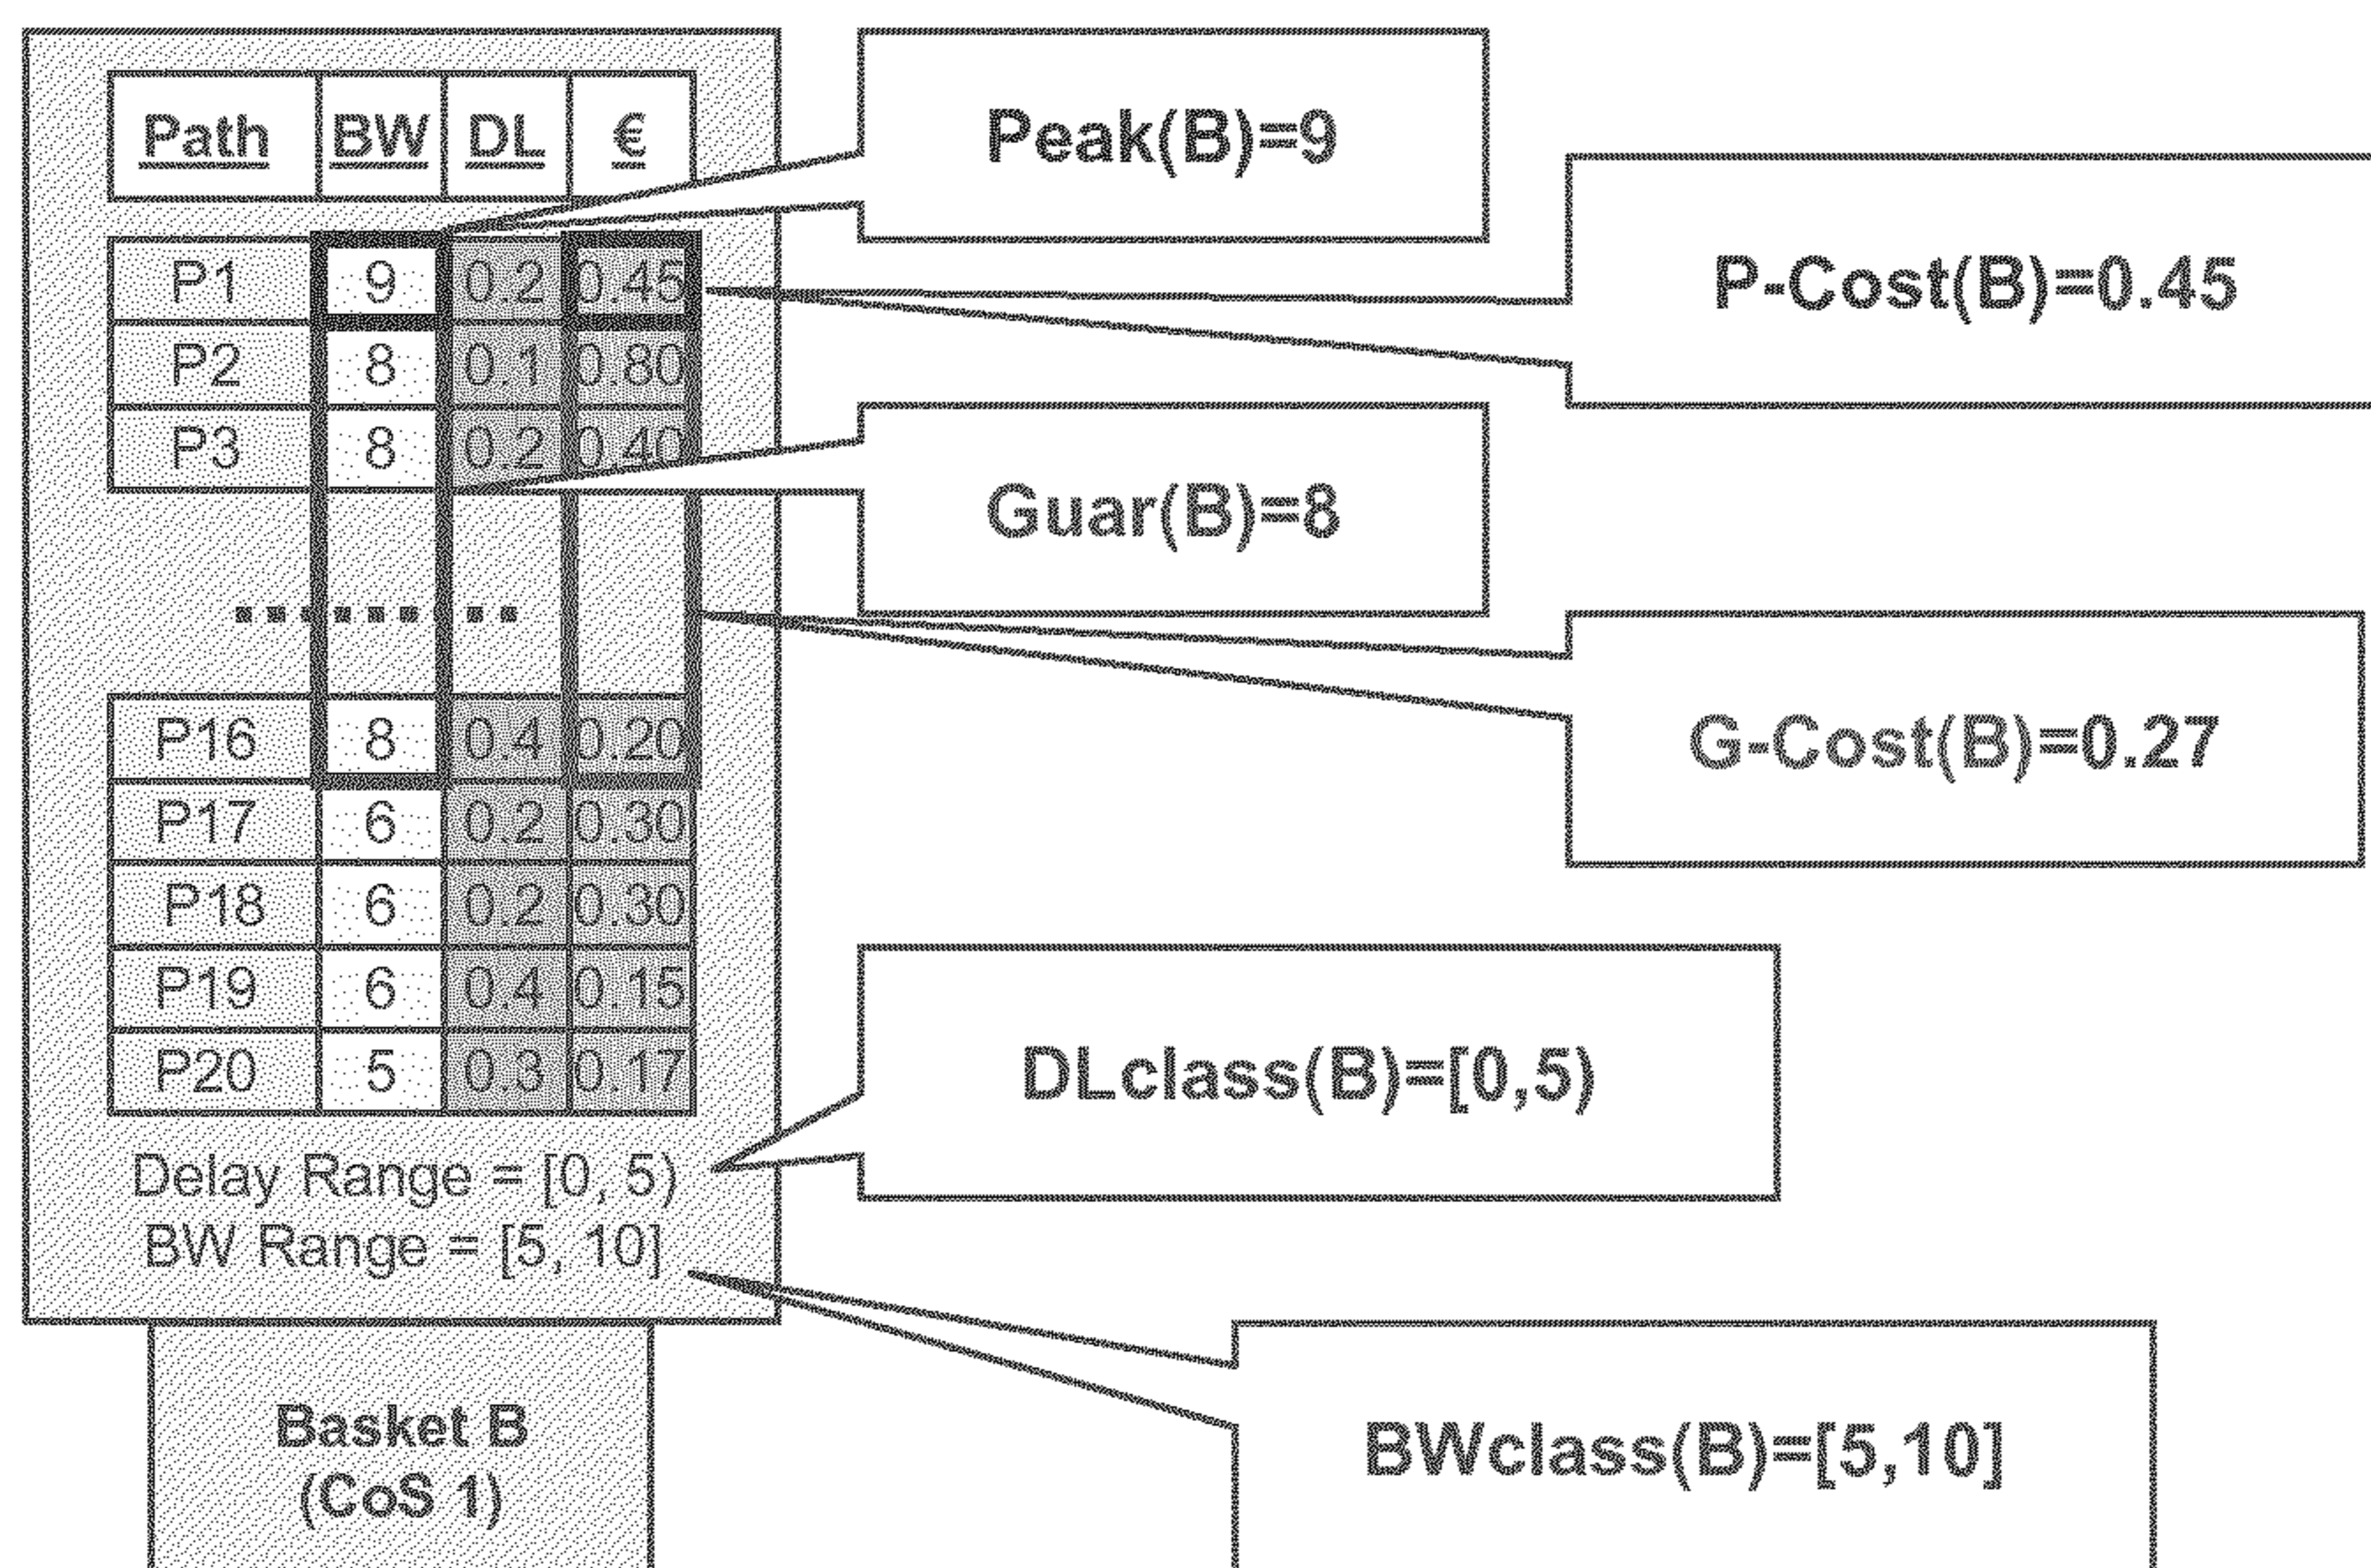 Path BW DL €
P1 9 0.2 0.45
P2 8 0.1 0.80
P3 8 0.2 0.40
P16 8 0.4 0.20
P17 6 0.2 0.30
P18 6 0.2 0.30
P19 6 0.4 0.15
P20 5 0.3 0.17
Delay Range = [0, 5)
BW Range = [5, 10]
Basket B
(CoS 1)
Peak(B)=9
P-Cost(B)=0.45
Guar(B)=8
G-Cost(B)=0.27
DLclass(B)=[0,5)
BWclass(B)=[5,10]